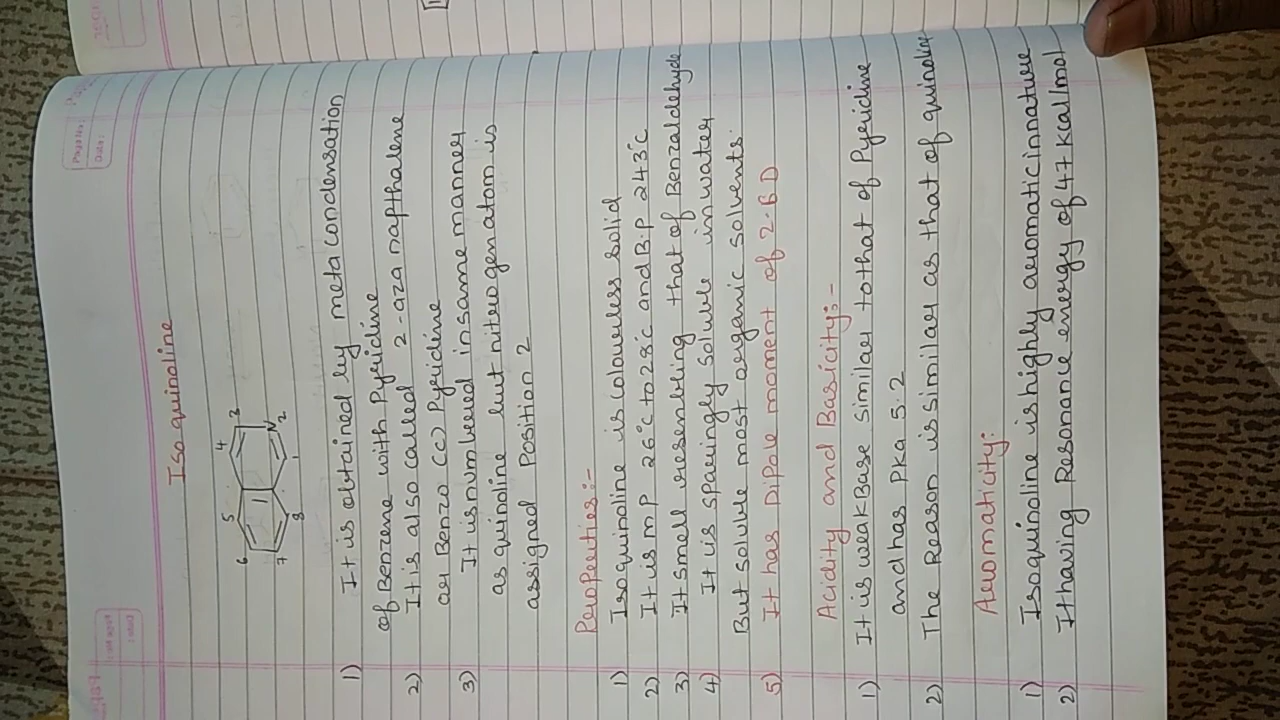 Page No:
Date:
Iso quinoline
5 4
6 3
7 N 2
8 1
1) It is obtained by meta condensation
of Benzene with Pyridine
2) It is also called 2-aza nafthalene
or Benzo (c) Pyridine
3) It is numbered in same manner
as quinoline but nitrogen atom is
assigned Position 2
Properties:-
1) Isoquinoline is colourless solid
2) It is m P 26°c to 28°c and B.P 243°c
3) It smell resembling that of Benzaldehyde
4) It is sparingly soluble in water
But soluble most organic solvents.
5) It has Dipole moment of 2.6 D
Acidity and Basicity:-
1) It is weak Base similar to that of Pyridine
and has Pka 5.2
2) The Reason is similar as that of quinoline
Aromaticity:
1) Isoquinoline is highly aromatic in nature
2) It having Resonance energy of 47 kcal/mol